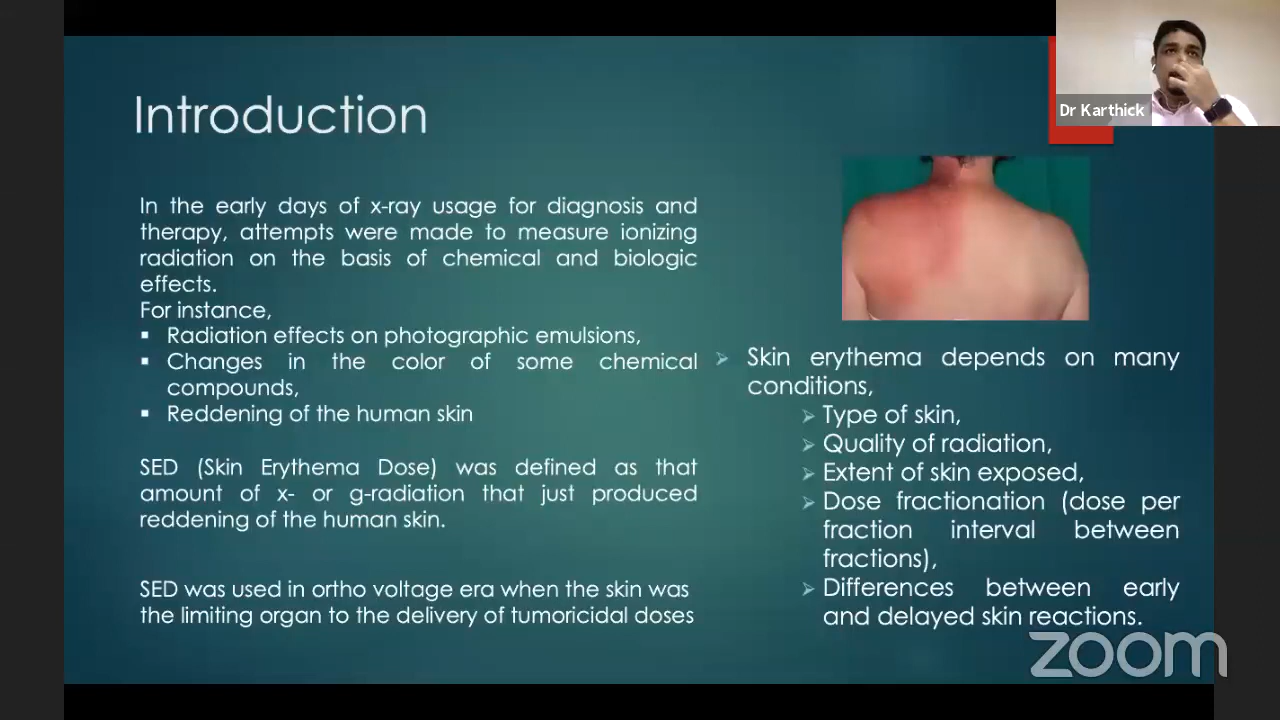 Introduction
In the early days of x-ray usage for diagnosis and
therapy, attempts were made to measure ionizing
radiation on the basis of chemical and biologic
effects.
For instance,
▪ Radiation effects on photographic emulsions,
▪ Changes in the color of some chemical
compounds,
▪ Reddening of the human skin
SED (Skin Erythema Dose) was defined as that
amount of x- or g-radiation that just produced
reddening of the human skin.
SED was used in ortho voltage era when the skin was
the limiting organ to the delivery of tumoricidal doses
Dr Karthick
➢ Skin erythema depends on many
conditions,
➢ Type of skin,
➢ Quality of radiation,
➢ Extent of skin exposed,
➢ Dose fractionation (dose per
fraction interval between
fractions),
➢ Differences between early
and delayed skin reactions.
zoom